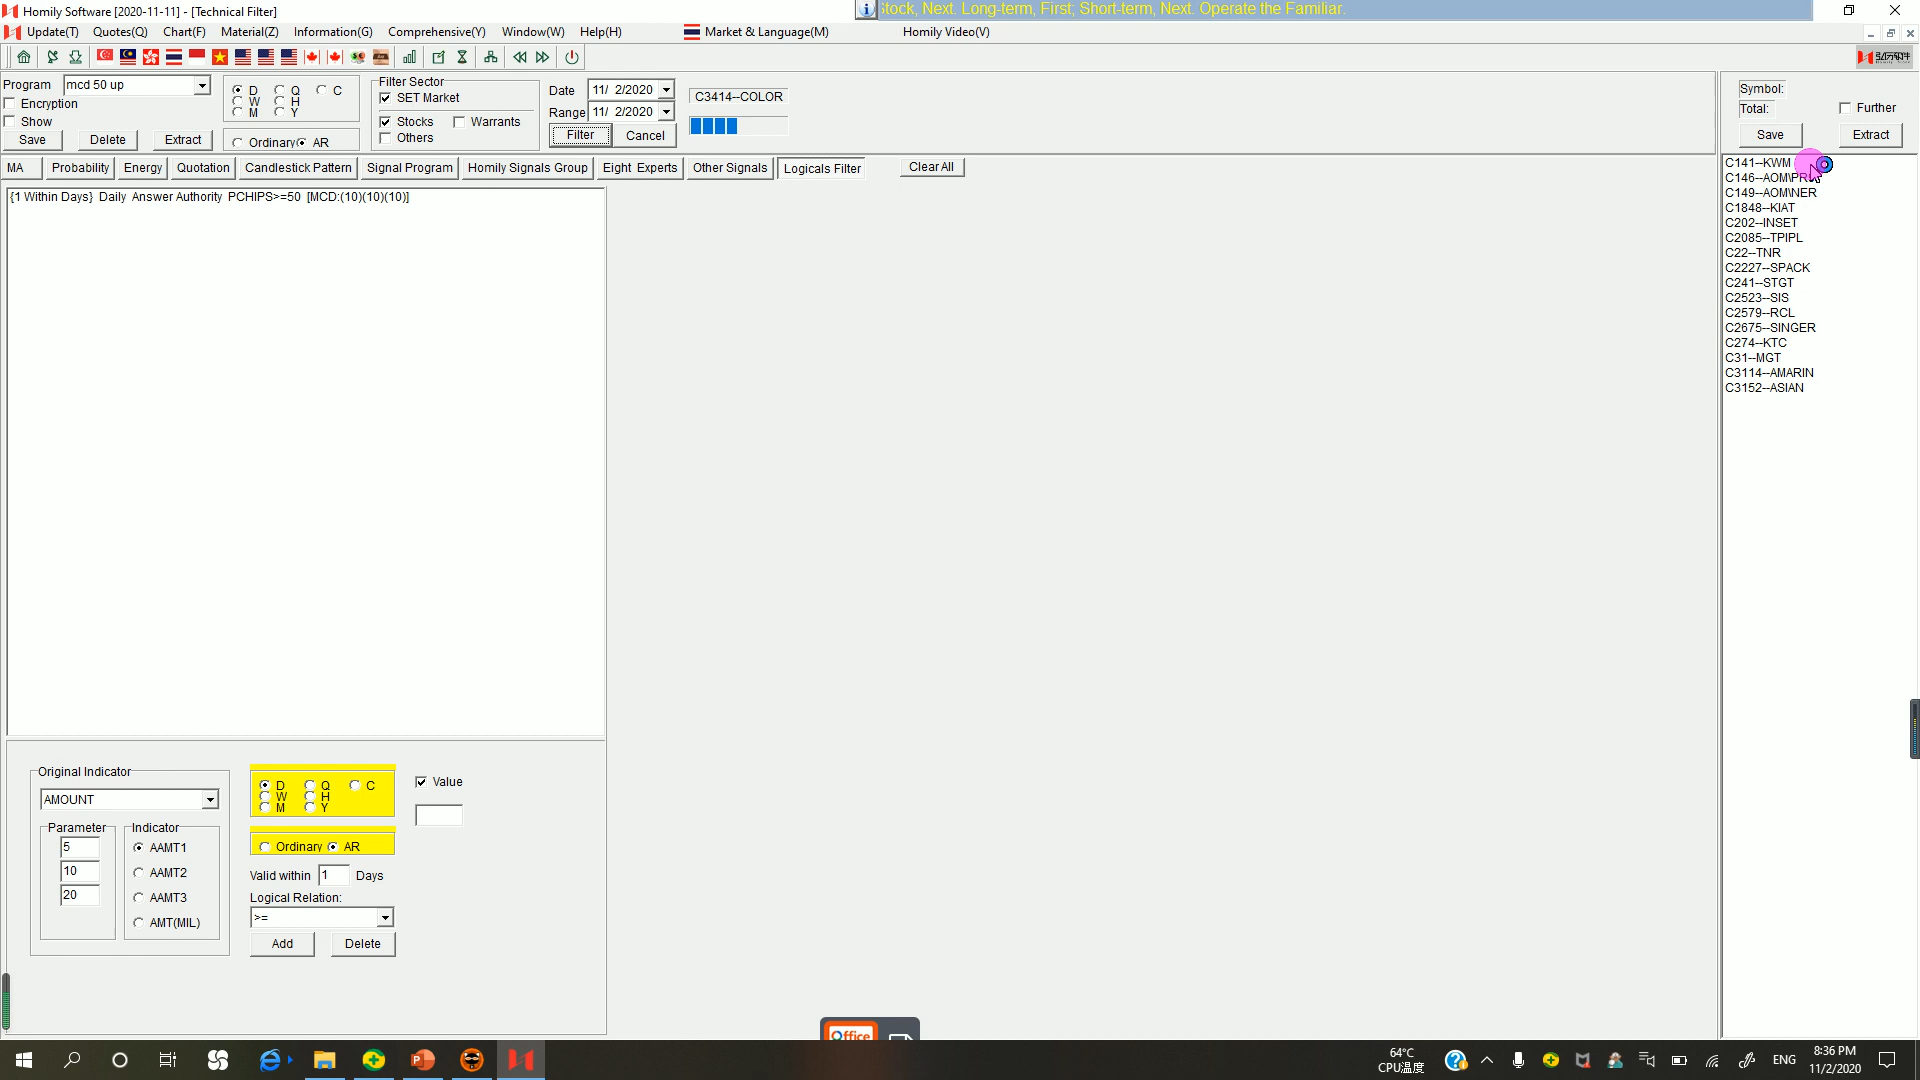 Homily Software [2020-11-11] - [Technical Filter]
Stock, Next. Long-term, First; Short-term, Next. Operate the Familiar.
Update(T) Quotes(Q) Chart(F) Material(Z) Information(G) Comprehensive(Y) Window(W) Help(H) Market & Language(M) Homily Video(V)
弘历软件
Program mcd 50 up
Encryption
Show
Save Delete Extract
D Q C
W H
M Y
Ordinary AR
Filter Sector
SET Market
Stocks Warrants
Others
Date 11/ 2/2020
Range 11/ 2/2020
Filter Cancel
C3414--COLOR
Symbol:
Total: Further
Save Extract
MA Probability Energy Quotation Candlestick Pattern Signal Program Homily Signals Group Eight Experts Other Signals Logicals Filter Clear All
{1 Within Days} Daily Answer Authority PCHIPS>=50 [MCD:(10)(10)(10)]
C141--KWM
C146--AOM\PR
C149--AOM\NER
C1848--KIAT
C202--INSET
C2085--TPIPL
C22--TNR
C2227--SPACK
C241--STGT
C2523--SIS
C2579--RCL
C2675--SINGER
C274--KTC
C31--MGT
C3114--AMARIN
C3152--ASIAN
Original Indicator
AMOUNT
Parameter
5
10
20
Indicator
AAMT1
AAMT2
AAMT3
AMT(MIL)
D Q C
W H
M Y
Ordinary AR
Value
Valid within 1 Days
Logical Relation:
>=
Add Delete
Office
64°C
CPU温度
ENG
8:36 PM
11/2/2020